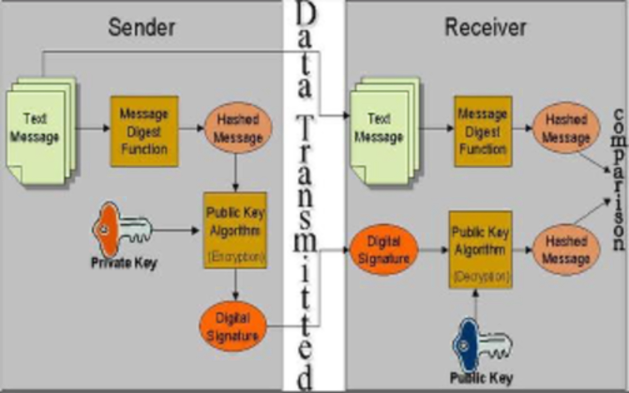 Sender
Text
Message
Message
Digest
Function
Hashed
Message
Private Key
Public Key
Algorithm
(Encryption)
Digital
Signature
Data Transmitted
Receiver
Text
Message
Message
Digest
Function
Hashed
Message
Digital
Signature
Public Key
Algorithm
(Decryption)
Hashed
Message
Public Key
comparison